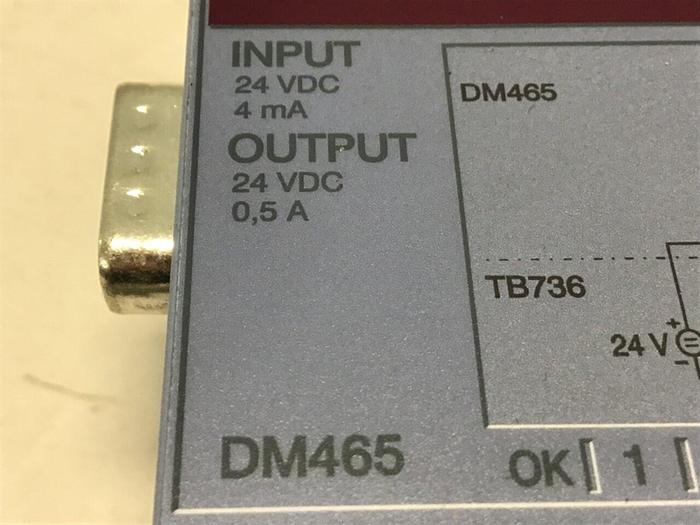 INPUT
24 VDC
4 mA
OUTPUT
24 VDC
0,5 A
DM465
TB736
+
24 V
-
DM465
OK 1